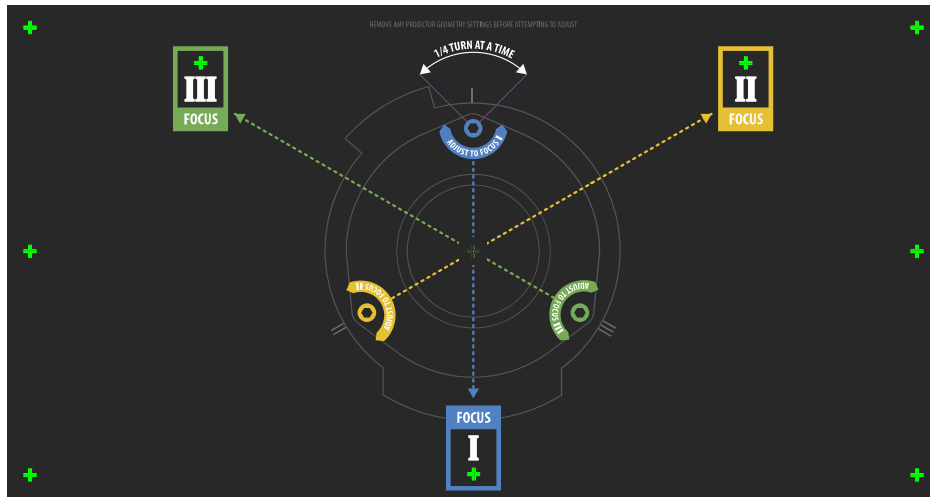 REMOVE ANY PROJECTOR GEOMETRY SETTINGS BEFORE ATTEMPTING TO ADJUST
1/4 TURN AT A TIME
III
FOCUS
II
FOCUS
ADJUST TO FOCUS I
ADJUST TO FOCUS II
ADJUST TO FOCUS III
FOCUS
I